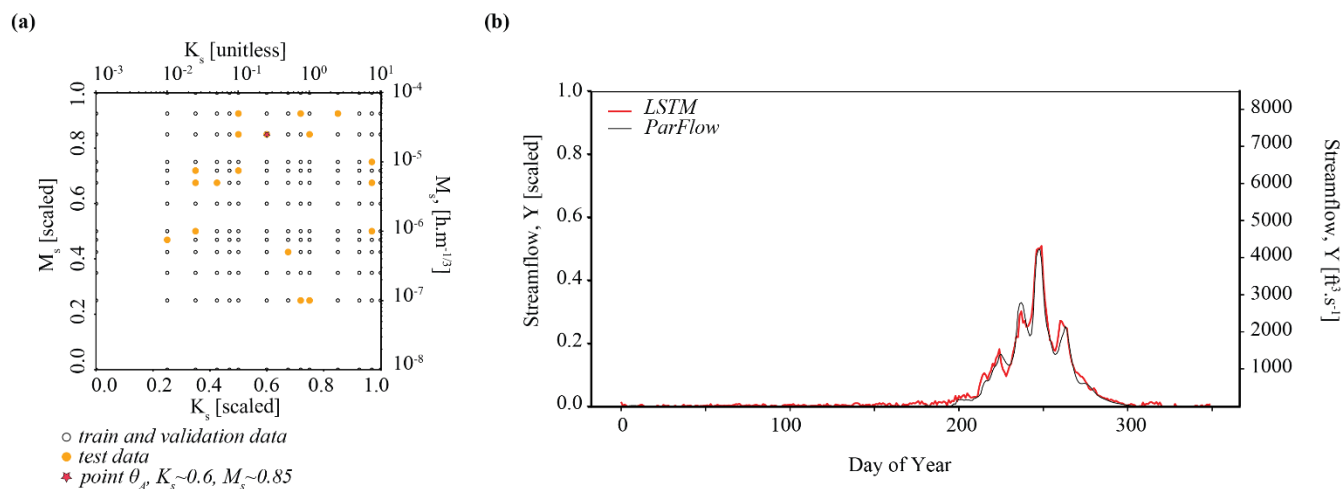 (a)
K_s [unitless]
10^-3 10^-2 10^-1 10^0 10^1
M_s [scaled]
1.0
0.8
0.6
0.4
0.2
0.0
10^-4
10^-5
10^-6
10^-7
10^-8
M_s, [h.m^-1/3]
0.0 0.2 0.4 0.6 0.8 1.0
K_s [scaled]
train and validation data
test data
point θ_A, K_s~0.6, M_s~0.85
(b)
LSTM
ParFlow
Streamflow, Y [scaled]
1.0
0.8
0.6
0.4
0.2
0.0
8000
7000
6000
5000
4000
3000
2000
1000
Streamflow, Y [ft^3.s^-1]
0 100 200 300
Day of Year